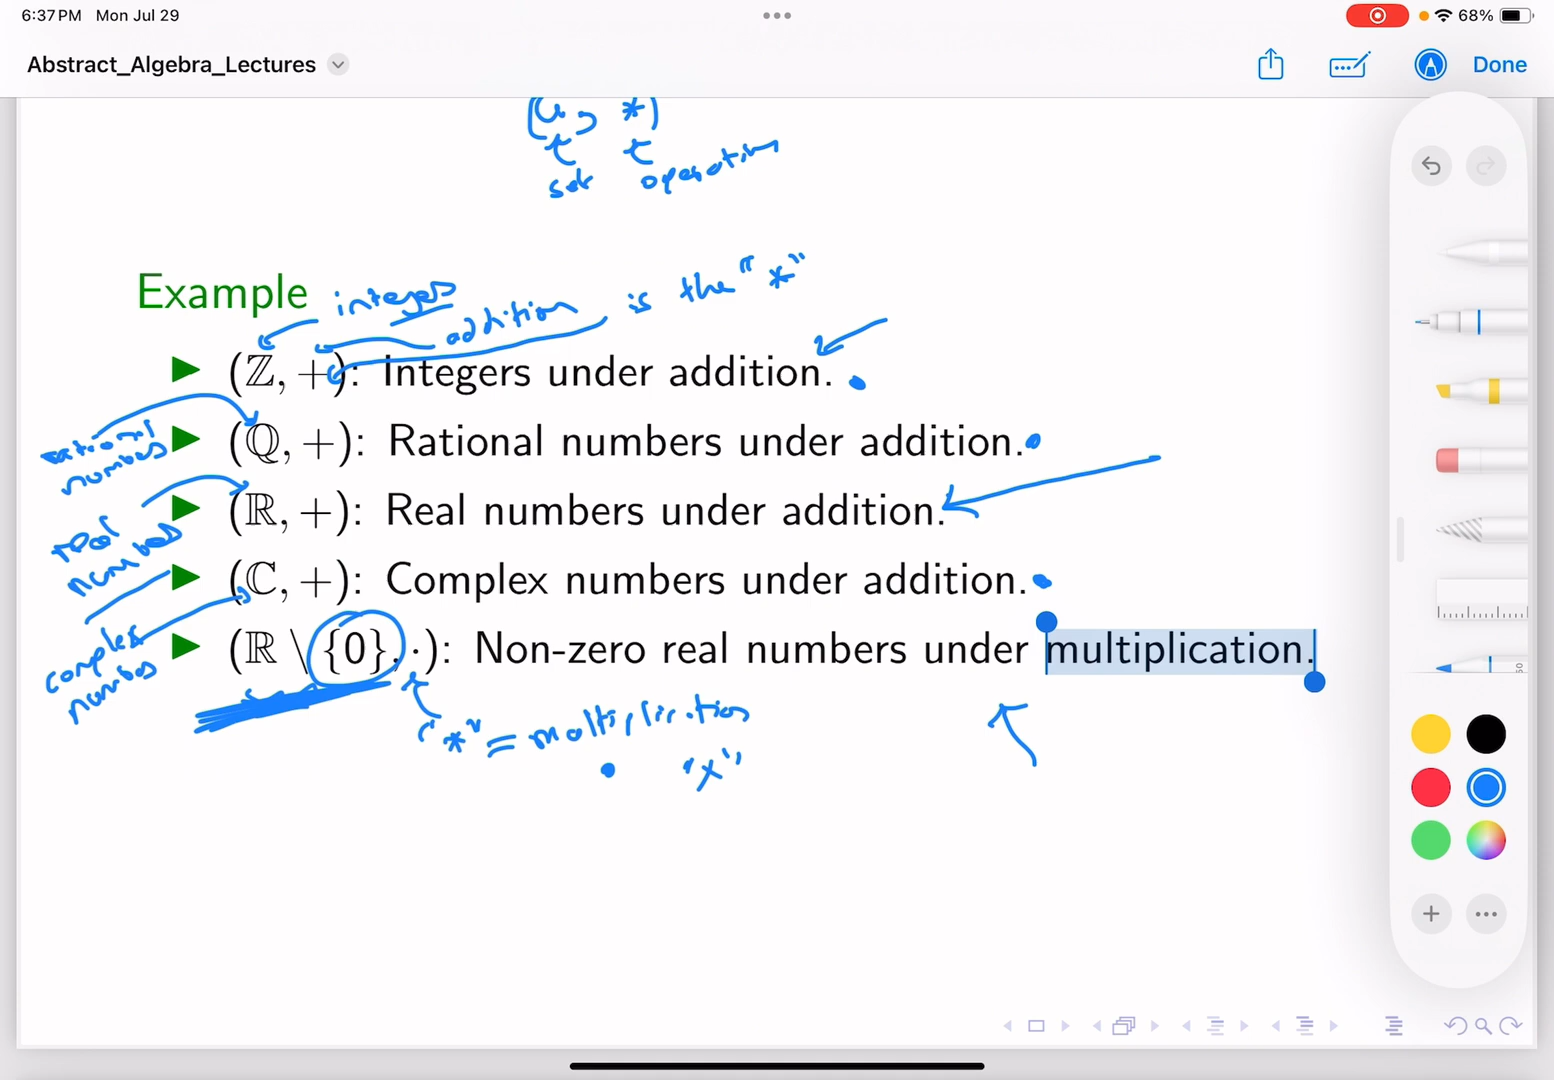 6:37 PM Mon Jul 29
68%
Abstract_Algebra_Lectures
Done
(G, *)
set operation
Example
integers
addition is the "*"
(ℤ, +): Integers under addition.
rational numbers
(ℚ, +): Rational numbers under addition.
real numbers
(ℝ, +): Real numbers under addition.
complex numbers
(ℂ, +): Complex numbers under addition.
(ℝ \ {0}, ·): Non-zero real numbers under multiplication.
"*" = multiplication
• "x"
50